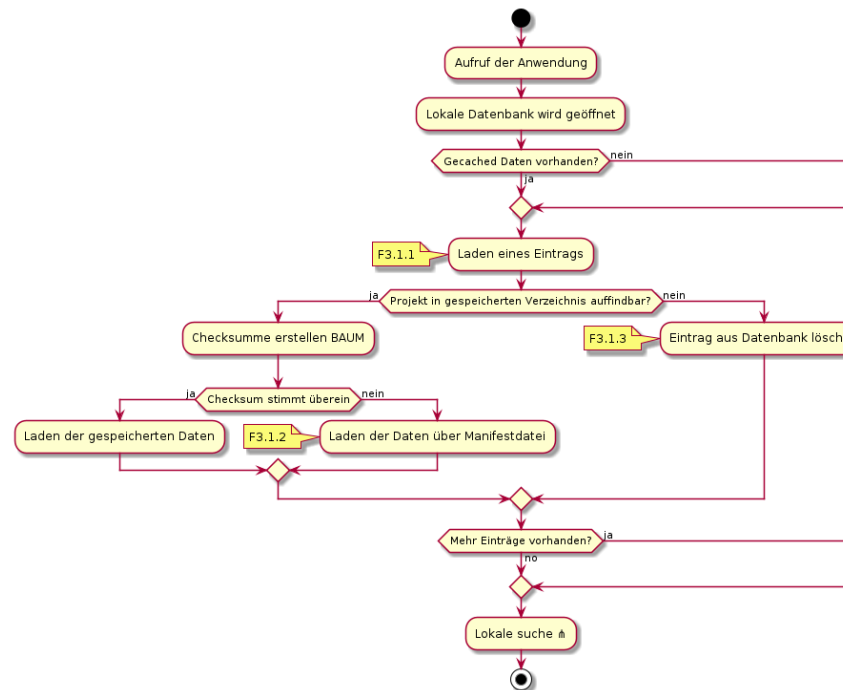 Aufruf der Anwendung
Lokale Datenbank wird geöffnet
Gecached Daten vorhanden?
nein
ja
F3.1.1
Laden eines Eintrags
ja
Projekt in gespeicherten Verzeichnis auffindbar?
nein
Checksumme erstellen BAUM
F3.1.3
Eintrag aus Datenbank lösch
ja
Checksum stimmt überein
nein
Laden der gespeicherten Daten
F3.1.2
Laden der Daten über Manifestdatei
Mehr Einträge vorhanden?
ja
no
Lokale suche ⋔